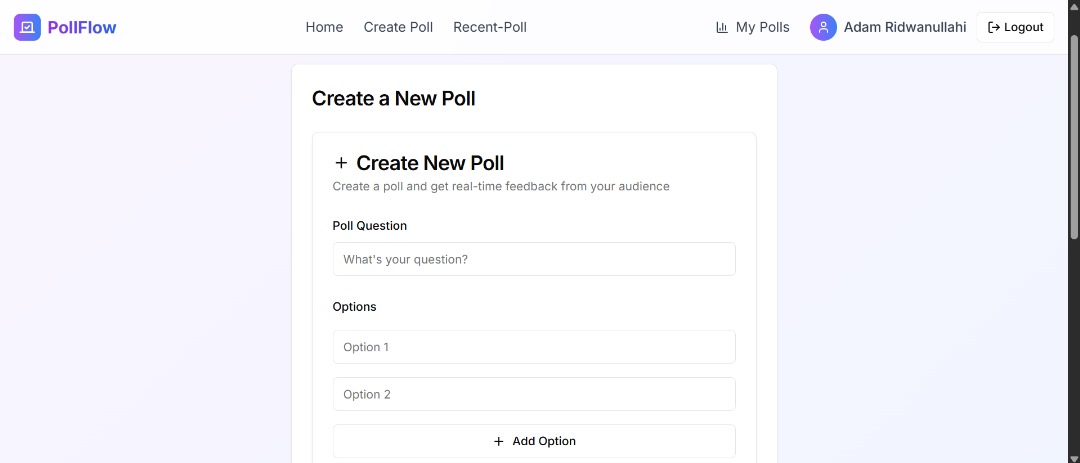 PollFlow
Home
Create Poll
Recent-Poll
My Polls
Adam Ridwanullahi
Logout
Create a New Poll
Create New Poll
Create a poll and get real-time feedback from your audience
Poll Question
What's your question?
Options
Option 1
Option 2
Add Option